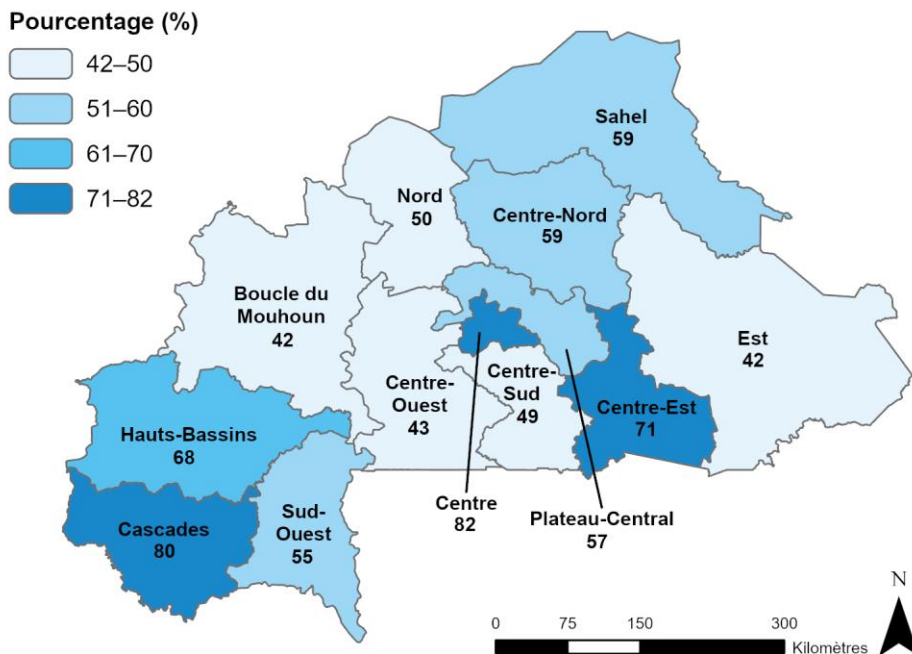 Pourcentage (%)
42–50
51–60
61–70
71–82
Sahel
59
Nord
50
Centre-Nord
59
Boucle du
Mouhoun
42
Est
42
Centre-
Ouest
43
Centre-
Sud
49
Centre-Est
71
Hauts-Bassins
68
Centre
82
Plateau-Central
57
Cascades
80
Sud-
Ouest
55
N
0 75 150 300
Kilomètres